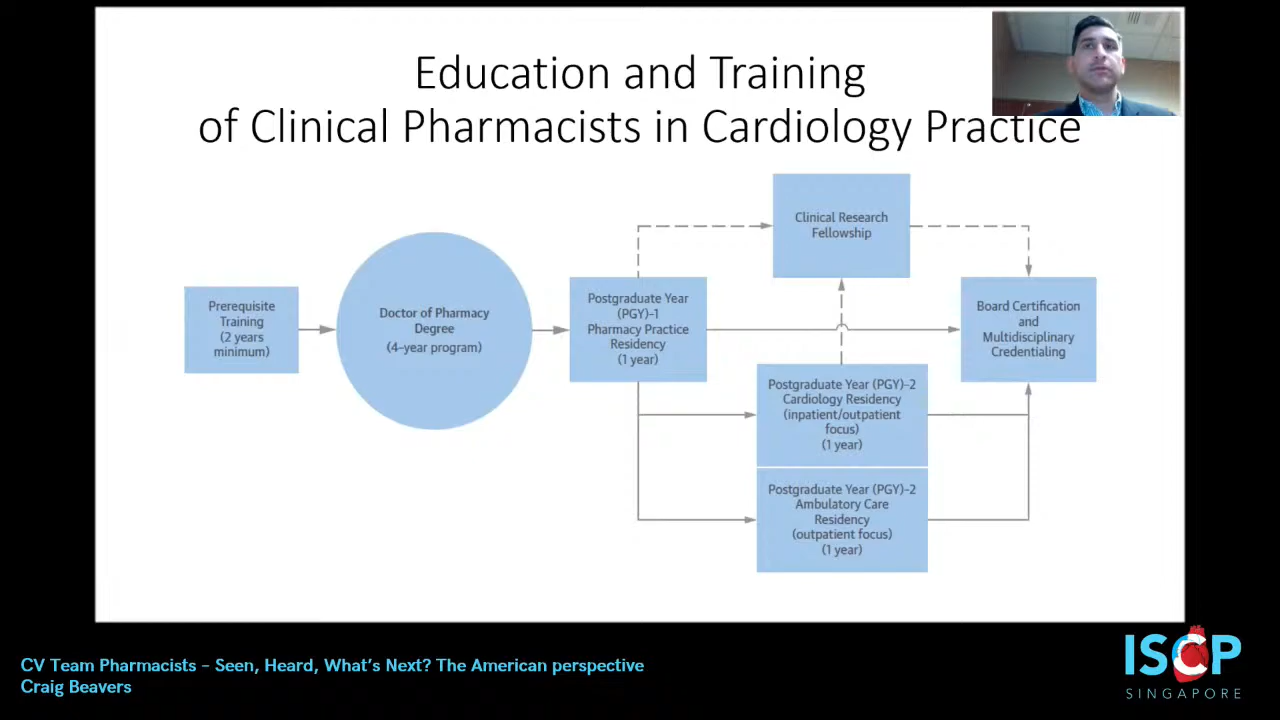 Education and Training
of Clinical Pharmacists in Cardiology Practice
Clinical Research
Fellowship
Prerequisite
Training
(2 years
minimum)
Doctor of Pharmacy
Degree
(4-year program)
Postgraduate Year
(PGY)-1
Pharmacy Practice
Residency
(1 year)
Board Certification
and
Multidisciplinary
Credentialing
Postgraduate Year (PGY)-2
Cardiology Residency
(inpatient/outpatient
focus)
(1 year)
Postgraduate Year (PGY)-2
Ambulatory Care
Residency
(outpatient focus)
(1 year)
CV Team Pharmacists – Seen, Heard, What's Next? The American perspective
Craig Beavers
ISCP
SINGAPORE